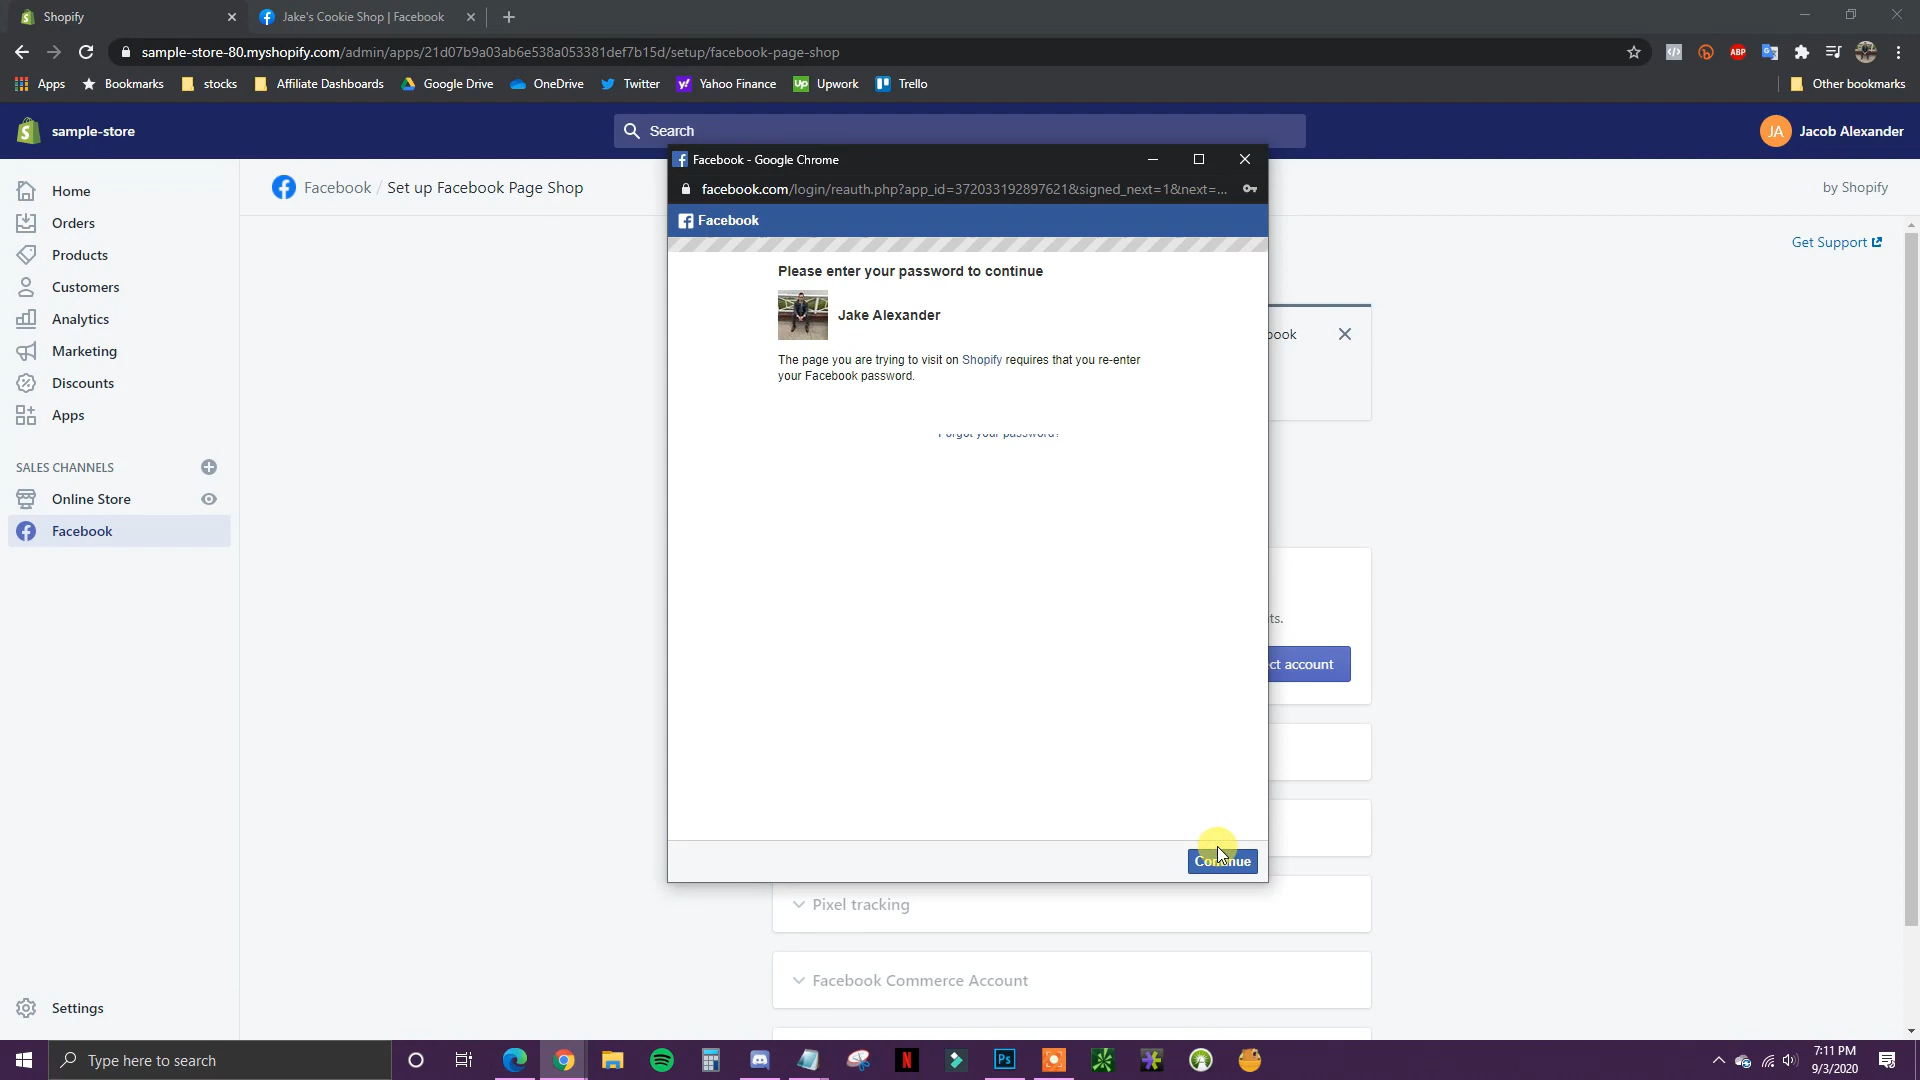 Shopify
Jake's Cookie Shop | Facebook
sample-store-80.myshopify.com/admin/apps/21d07b9a03ab6e538a053381def7b15d/setup/facebook-page-shop
Apps
Bookmarks
stocks
Affiliate Dashboards
Google Drive
OneDrive
Twitter
Yahoo Finance
Upwork
Trello
Other bookmarks
sample-store
Search
JA
Jacob Alexander
Facebook / Set up Facebook Page Shop
by Shopify
Get Support
Home
Orders
Products
Customers
Analytics
Marketing
Discounts
Apps
SALES CHANNELS
Online Store
Facebook
Settings
Facebook - Google Chrome
facebook.com/login/reauth.php?app_id=372033192897621&signed_next=1&next=...
Facebook
Please enter your password to continue
Jake Alexander
The page you are trying to visit on Shopify requires that you re-enter
your Facebook password.
Forgot your password?
Continue
book
ts.
ct account
Pixel tracking
Facebook Commerce Account
Type here to search
7:11 PM
9/3/2020